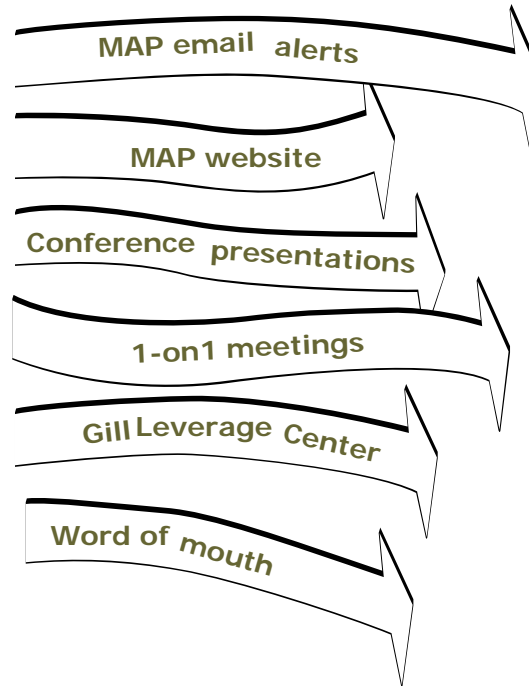 MAP email alerts
MAP website
Conference presentations
1-on1 meetings
Gill Leverage Center
Word of mouth